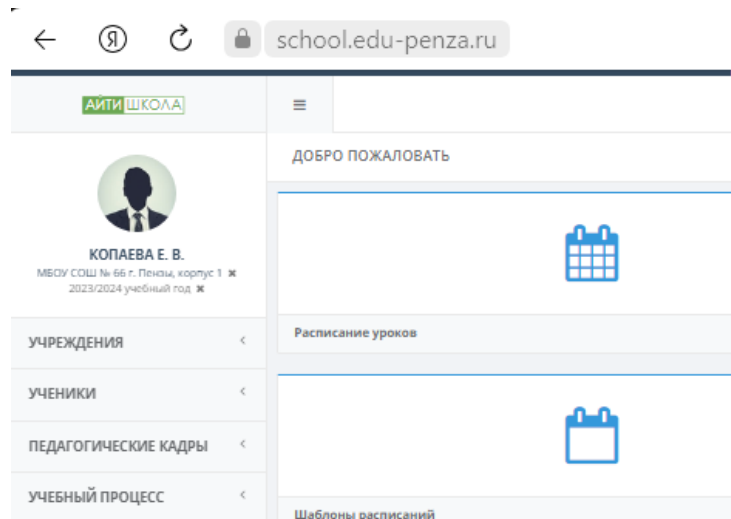 school.edu-penza.ru
АЙТИ ШКОЛА
ДОБРО ПОЖАЛОВАТЬ
КОПАЕВА Е. В.
МБОУ СОШ № 66 г. Пензы, корпус 1 ✖
2023/2024 учебный год ✖
УЧРЕЖДЕНИЯ
УЧЕНИКИ
ПЕДАГОГИЧЕСКИЕ КАДРЫ
УЧЕБНЫЙ ПРОЦЕСС
Расписание уроков
Шаблоны расписаний